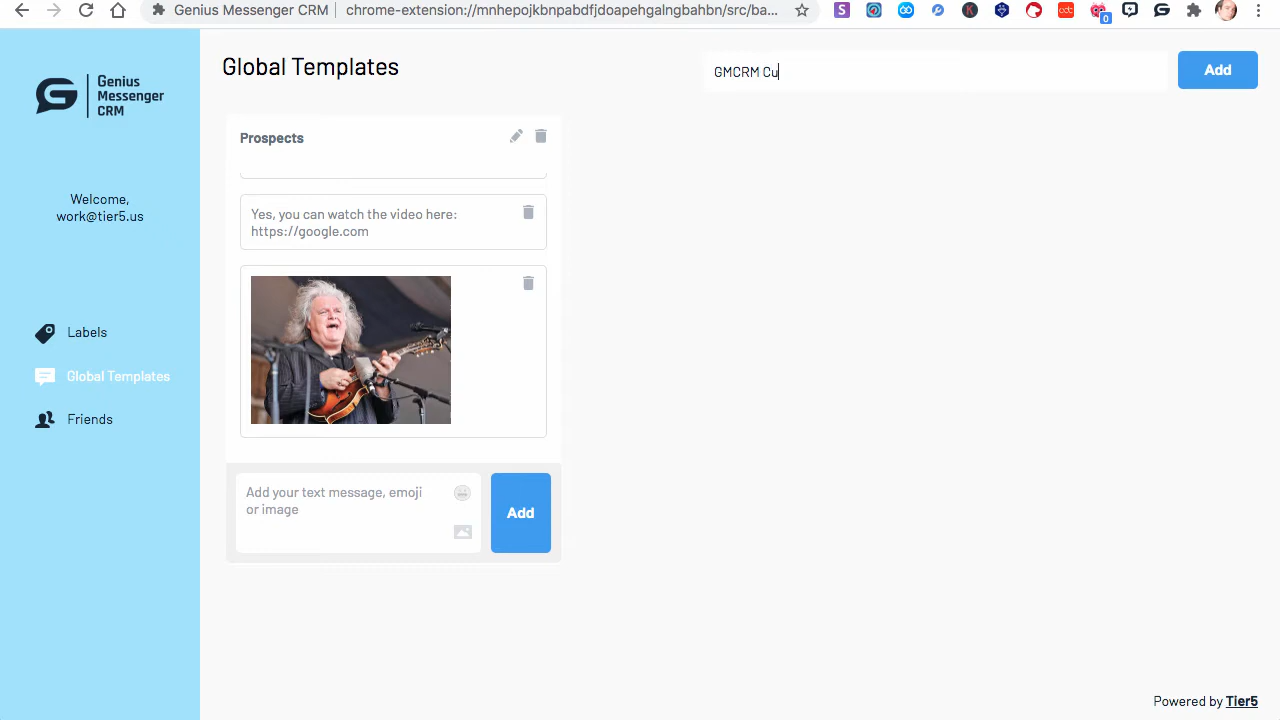 Genius Messenger CRM
chrome-extension://mnhepojkbnpabdfjdoapehgalngbahbn/src/ba...
S
K
0
Genius
Messenger
CRM
Global Templates
GMCRM Cu
Add
Prospects
Welcome,
work@tier5.us
Yes, you can watch the video here:
https://google.com
Labels
Global Templates
Friends
Add your text message, emoji
or image
Add
Powered by Tier5